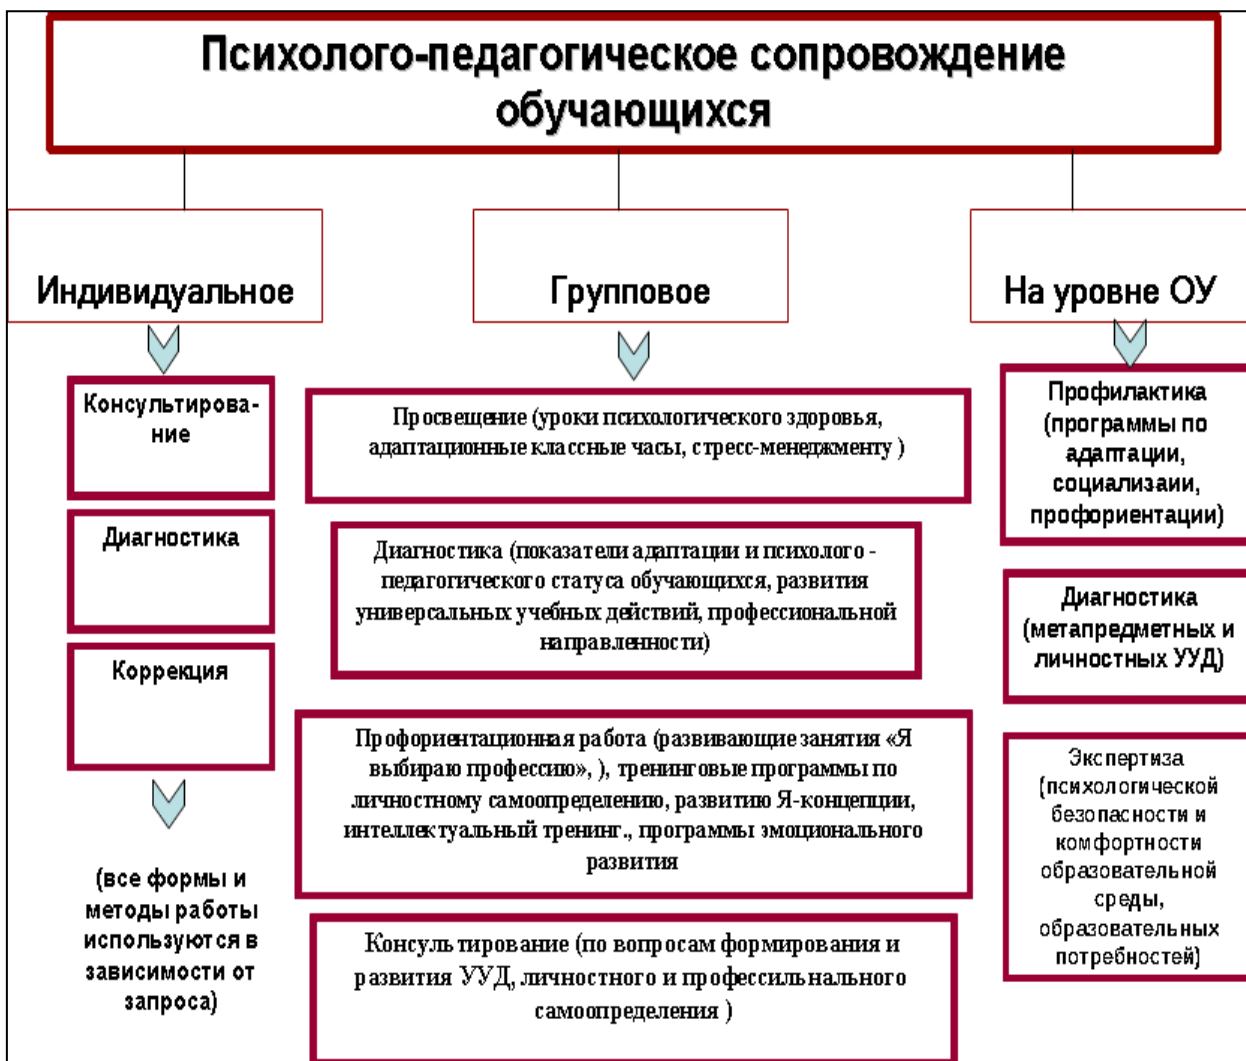 Психолого-педагогическое сопровождение
обучающихся
Индивидуальное
Групповое
На уровне ОУ
Консультирова-
ние
Диагностика
Коррекция
(все формы и
методы работы
используются в
зависимости от
запроса)
Просвещение (уроки психологического здоровья,
адаптационные классные часы, стресс-менеджменту )
Диагностика (показатели адаптации и психолого -
педагогического статуса обучающихся, развития
универсальных учебных действий, профессиональной
направленности)
Профориентационная работа (развивающие занятия «Я
выбираю профессию», ), тренинговые программы по
личностному самоопределению, развитию Я-концепции,
интеллектуальный тренинг., программы эмоционального
развития
Консультирование (по вопросам формирования и
развития УУД, личностного и профессильнального
самоопределения )
Профилактика
(программы по
адаптации,
социализаии,
профориентации)
Диагностика
(метапредметных и
личностных УУД)
Экспертиза
(психологической
безопасности и
комфортности
образовательной
среды,
образовательных
потребностей)